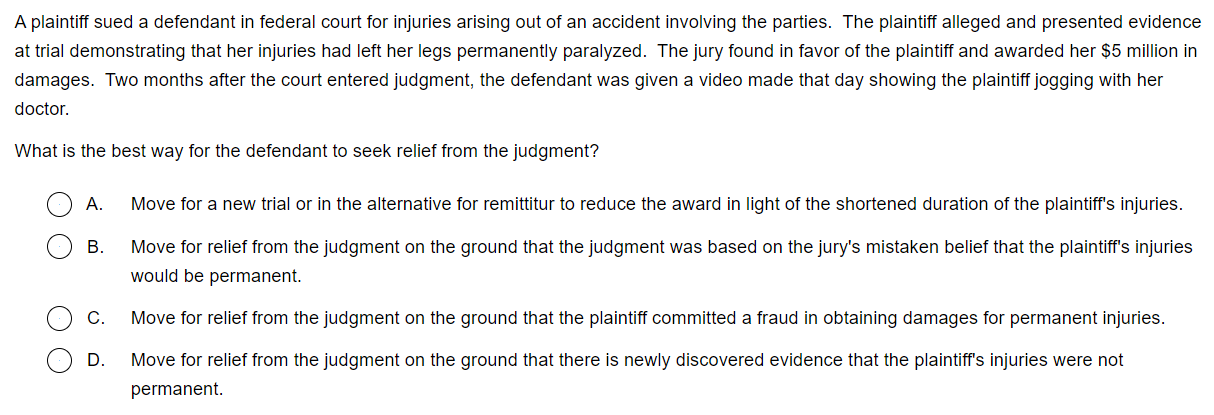 A plaintiff sued a defendant in federal court for injuries arising out of an accident involving the parties.  The plaintiff alleged and presented evidence
at trial demonstrating that her injuries had left her legs permanently paralyzed.  The jury found in favor of the plaintiff and awarded her $5 million in
damages.  Two months after the court entered judgment, the defendant was given a video made that day showing the plaintiff jogging with her
doctor.
What is the best way for the defendant to seek relief from the judgment?
A. Move for a new trial or in the alternative for remittitur to reduce the award in light of the shortened duration of the plaintiff's injuries.
B. Move for relief from the judgment on the ground that the judgment was based on the jury's mistaken belief that the plaintiff's injuries
would be permanent.
C. Move for relief from the judgment on the ground that the plaintiff committed a fraud in obtaining damages for permanent injuries.
D. Move for relief from the judgment on the ground that there is newly discovered evidence that the plaintiff's injuries were not
permanent.